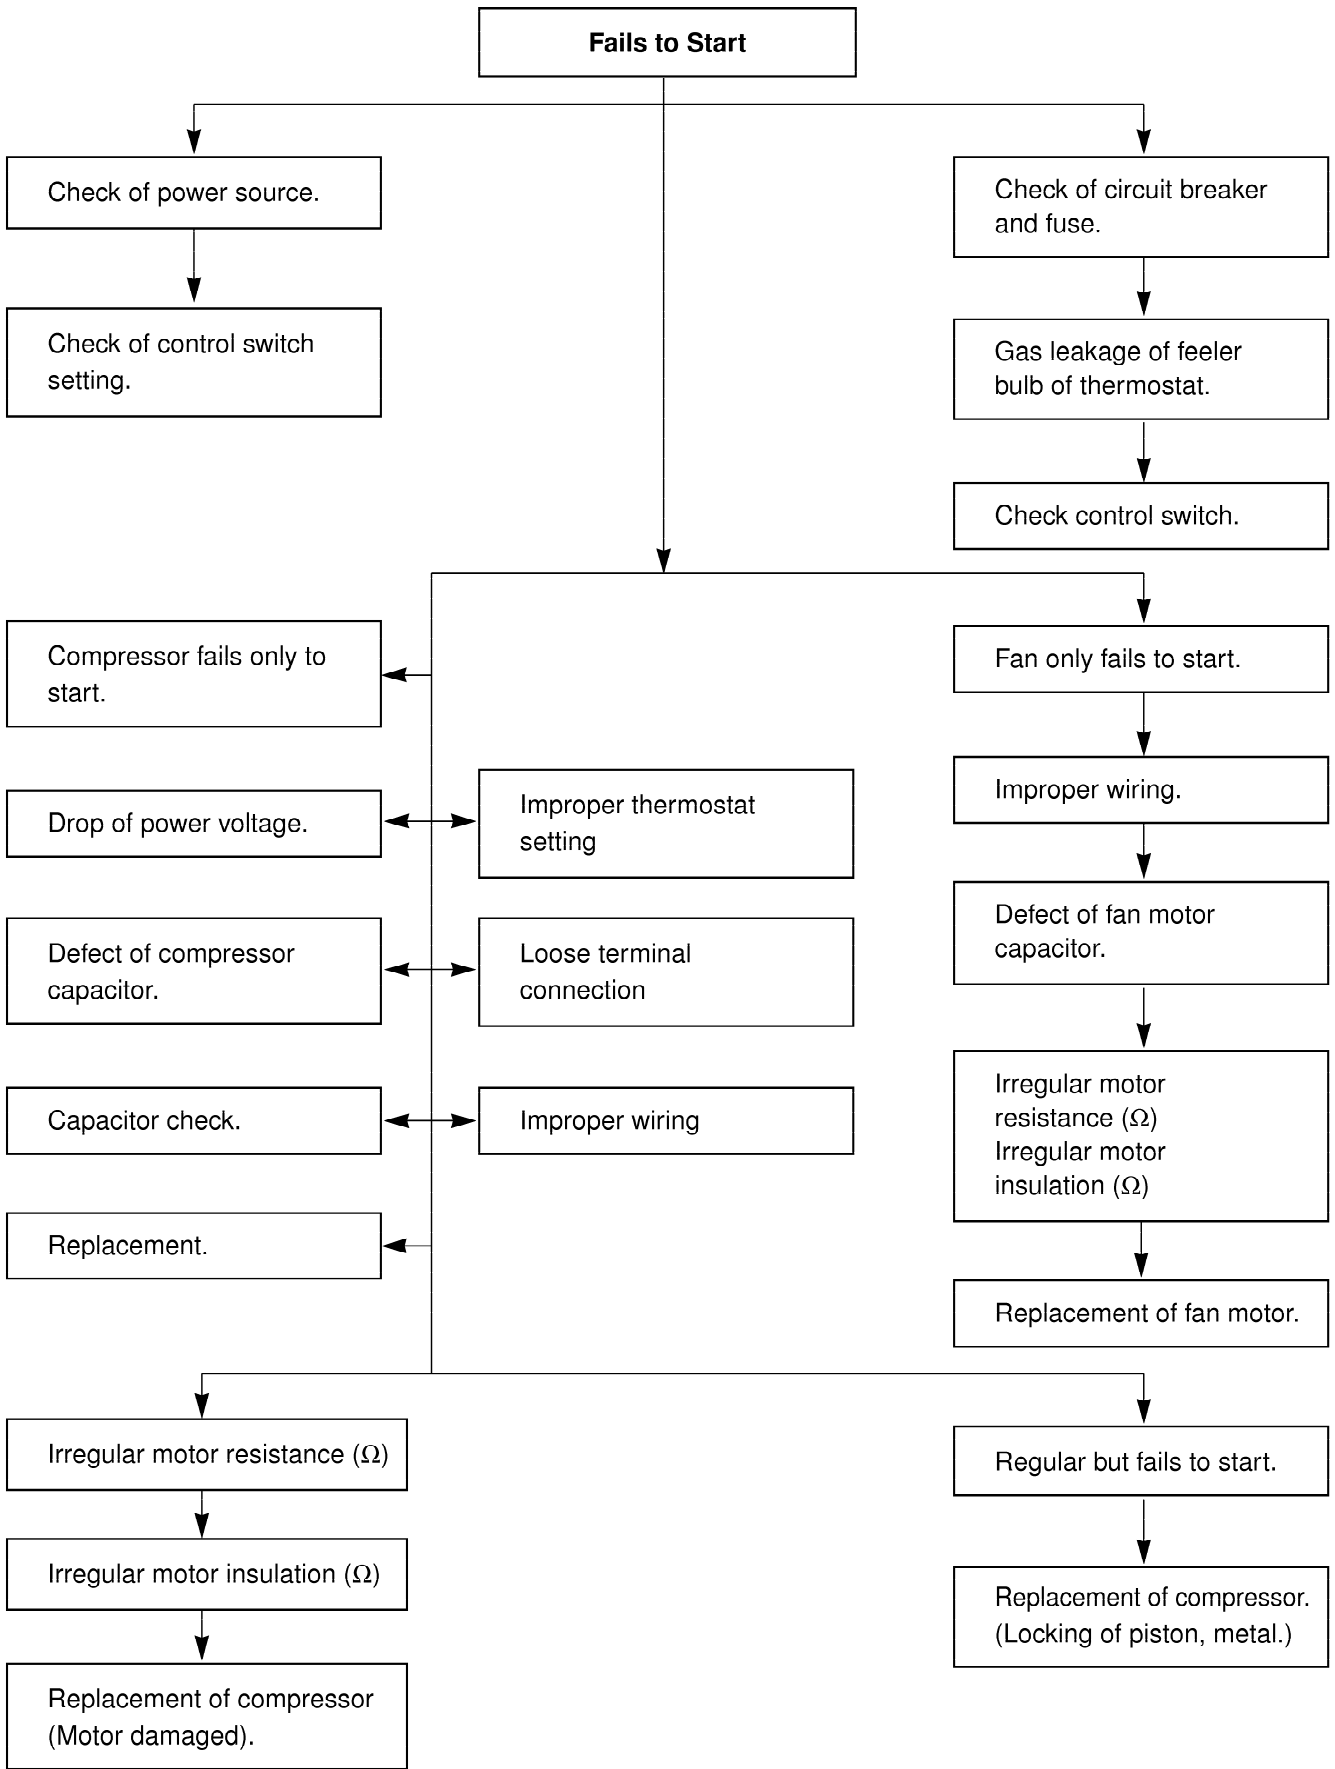 Fails to Start
Check of power source.
Check of circuit breaker
and fuse.
Check of control switch
setting.
Gas leakage of feeler
bulb of thermostat.
Check control switch.
Compressor fails only to
start.
Fan only fails to start.
Drop of power voltage.
Improper thermostat
setting
Improper wiring.
Defect of compressor
capacitor.
Loose terminal
connection
Defect of fan motor
capacitor.
Capacitor check.
Improper wiring
Irregular motor
resistance (Ω)
Irregular motor
insulation (Ω)
Replacement.
Replacement of fan motor.
Irregular motor resistance (Ω)
Regular but fails to start.
Irregular motor insulation (Ω)
Replacement of compressor.
(Locking of piston, metal.)
Replacement of compressor
(Motor damaged).